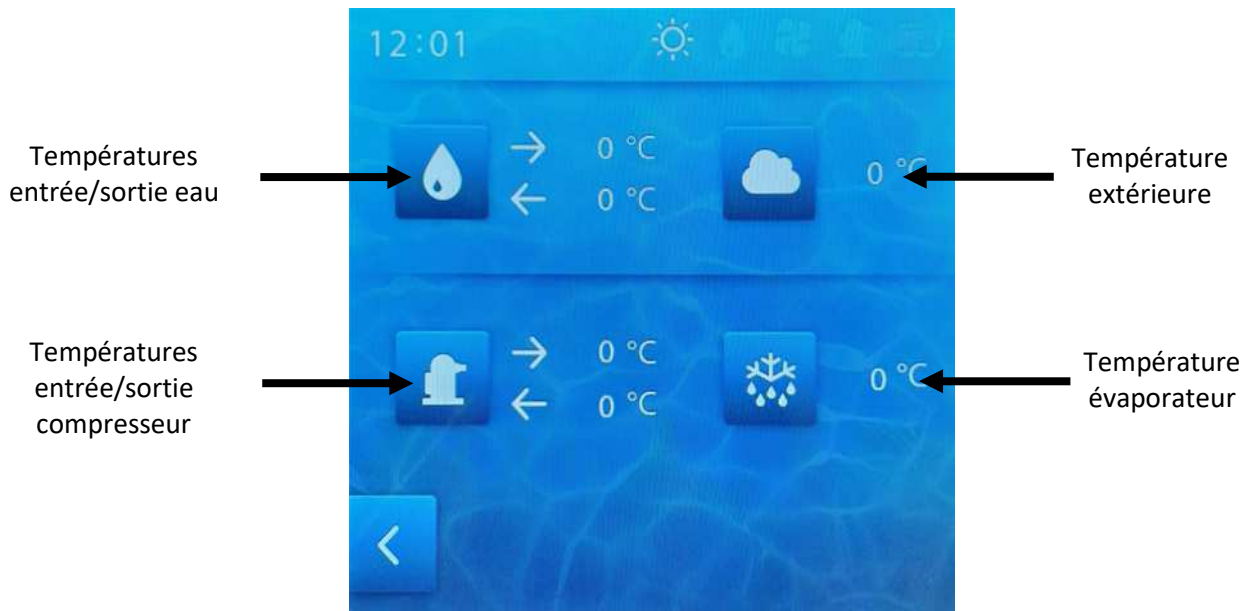 12:01
Températures
entrée/sortie eau
→ 0 °C
← 0 °C
0 °C
Température
extérieure
Températures
entrée/sortie
compresseur
→ 0 °C
← 0 °C
0 °C
Température
évaporateur